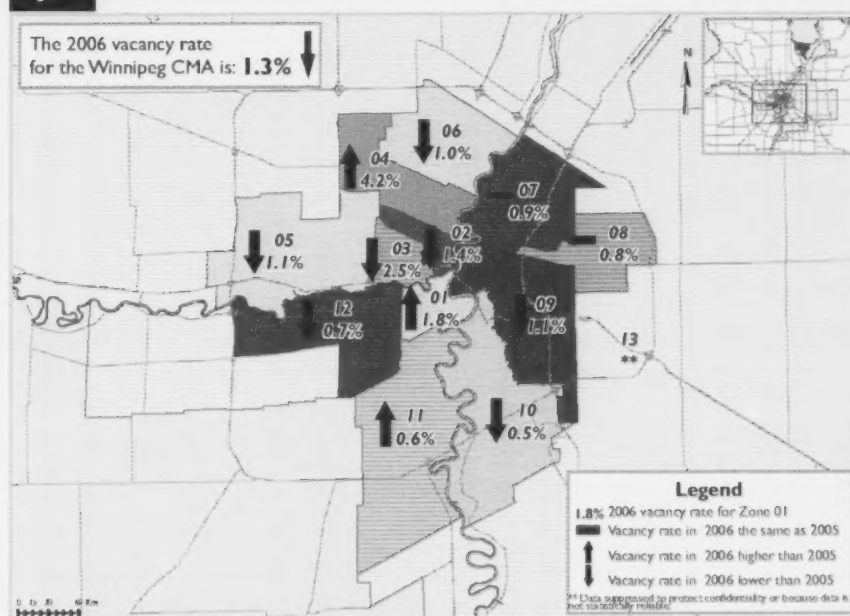 The 2006 vacancy rate
for the Winnipeg CMA is: 1.3%
N
06
1.0%
04
4.2%
07
0.9%
05
1.1%
03
2.5%
02
1.4%
08
0.8%
01
1.8%
12
0.7%
09
1.1%
13
**
11
0.6%
10
0.5%
Legend
1.8% 2006 vacancy rate for Zone 01
Vacancy rate in 2006 the same as 2005
Vacancy rate in 2006 higher than 2005
Vacancy rate in 2006 lower than 2005
** Data suppressed to protect confidentiality or because data is
not statistically reliable